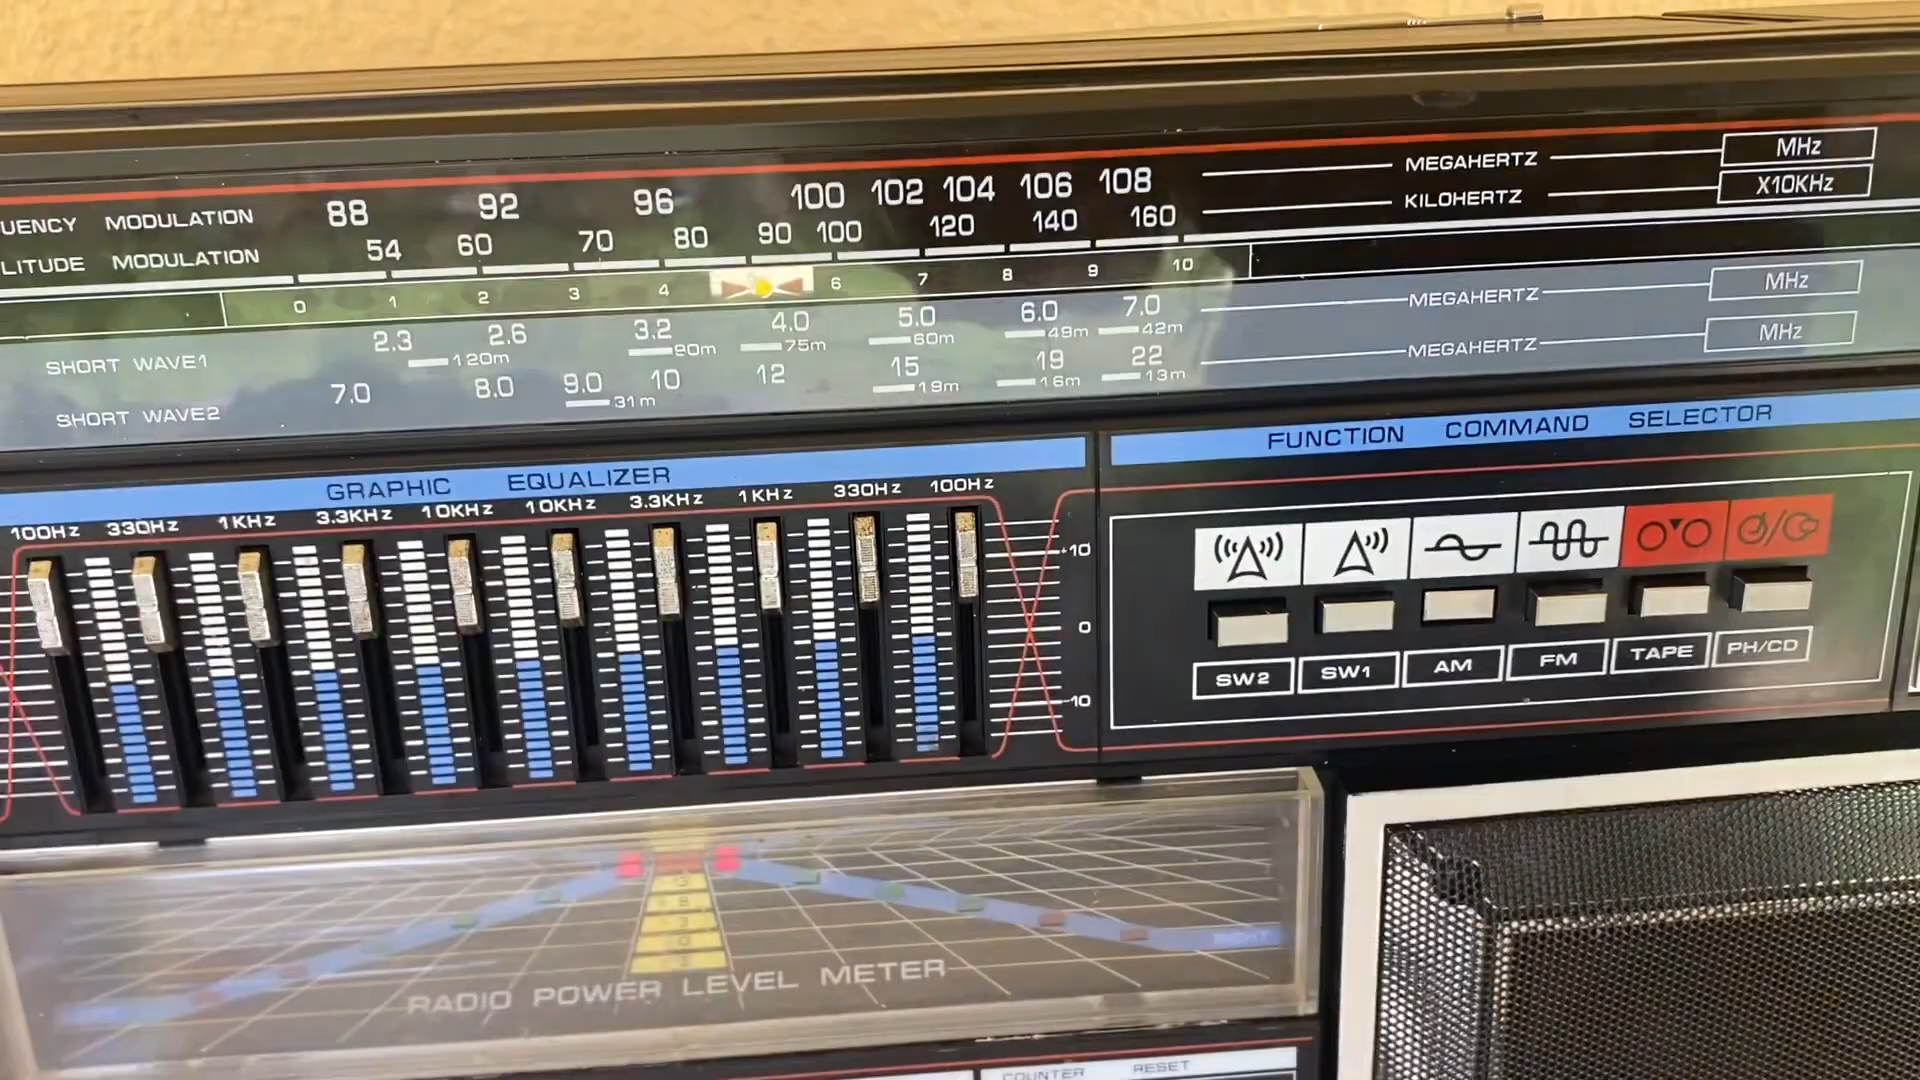 UENCY MODULATION 88 92 96 100 102 104 106 108 MEGAHERTZ MHz
LITUDE MODULATION 54 60 70 80 90 100 120 140 160 KILOHERTZ X10KHz
0 1 2 3 4 6 7 8 9 10
SHORT WAVE1 2.3 2.6 3.2 4.0 5.0 6.0 7.0 MEGAHERTZ MHz
120m 90m 75m 60m 49m 42m
SHORT WAVE2 7.0 8.0 9.0 10 12 15 19 22 MEGAHERTZ MHz
31m 19m 16m 13m
GRAPHIC EQUALIZER
100Hz 330Hz 1KHz 3.3KHz 10KHz 10KHz 3.3KHz 1KHz 330Hz 100Hz
+10
0
-10
FUNCTION COMMAND SELECTOR
SW2 SW1 AM FM TAPE PH/CD
RIGHT
RADIO POWER LEVEL METER
COUNTER RESET